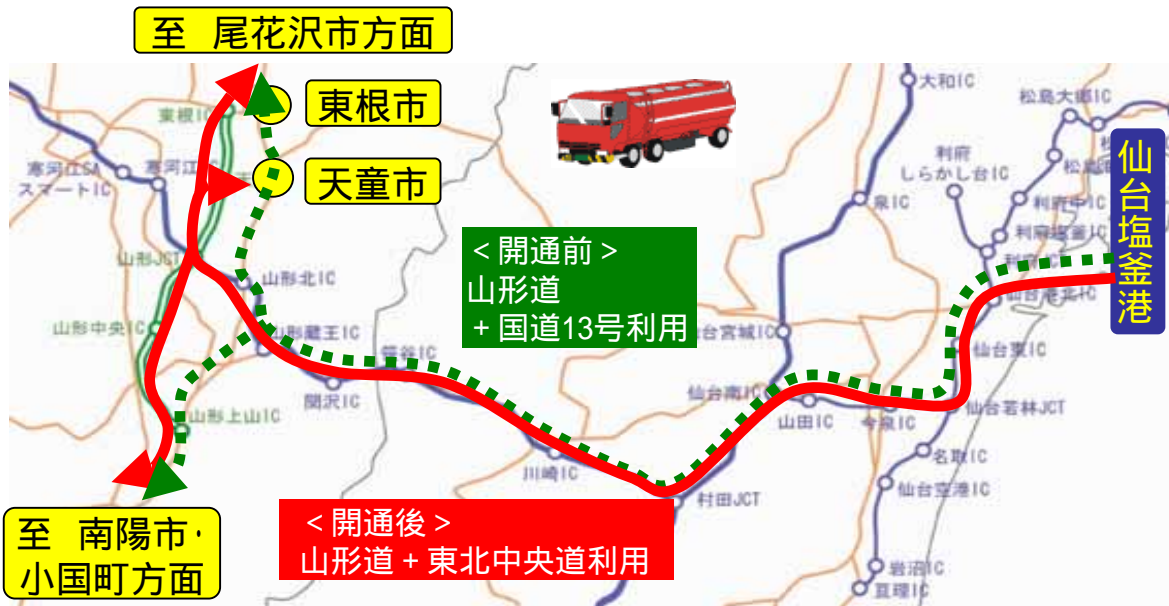 至 尾花沢市方面
東根市
天童市
仙台塩釜港
＜開通前＞
山形道
＋国道13号利用
＜開通後＞
山形道＋東北中央道利用
至 南陽市・
小国町方面
東根IC
寒河江SA
スマートIC
山形JCT
山形北IC
山形中央IC
山形蔵王IC
笹谷IC
関沢IC
山形上山IC
川崎IC
村田JCT
大和IC
松島大郷IC
利府
しらかし台IC
利府中IC
泉IC
利府塩釜IC
仙台港北IC
仙台東IC
仙台南IC
山田IC
今泉IC
仙台若林JCT
名取IC
仙台空港IC
岩沼IC
亘理IC